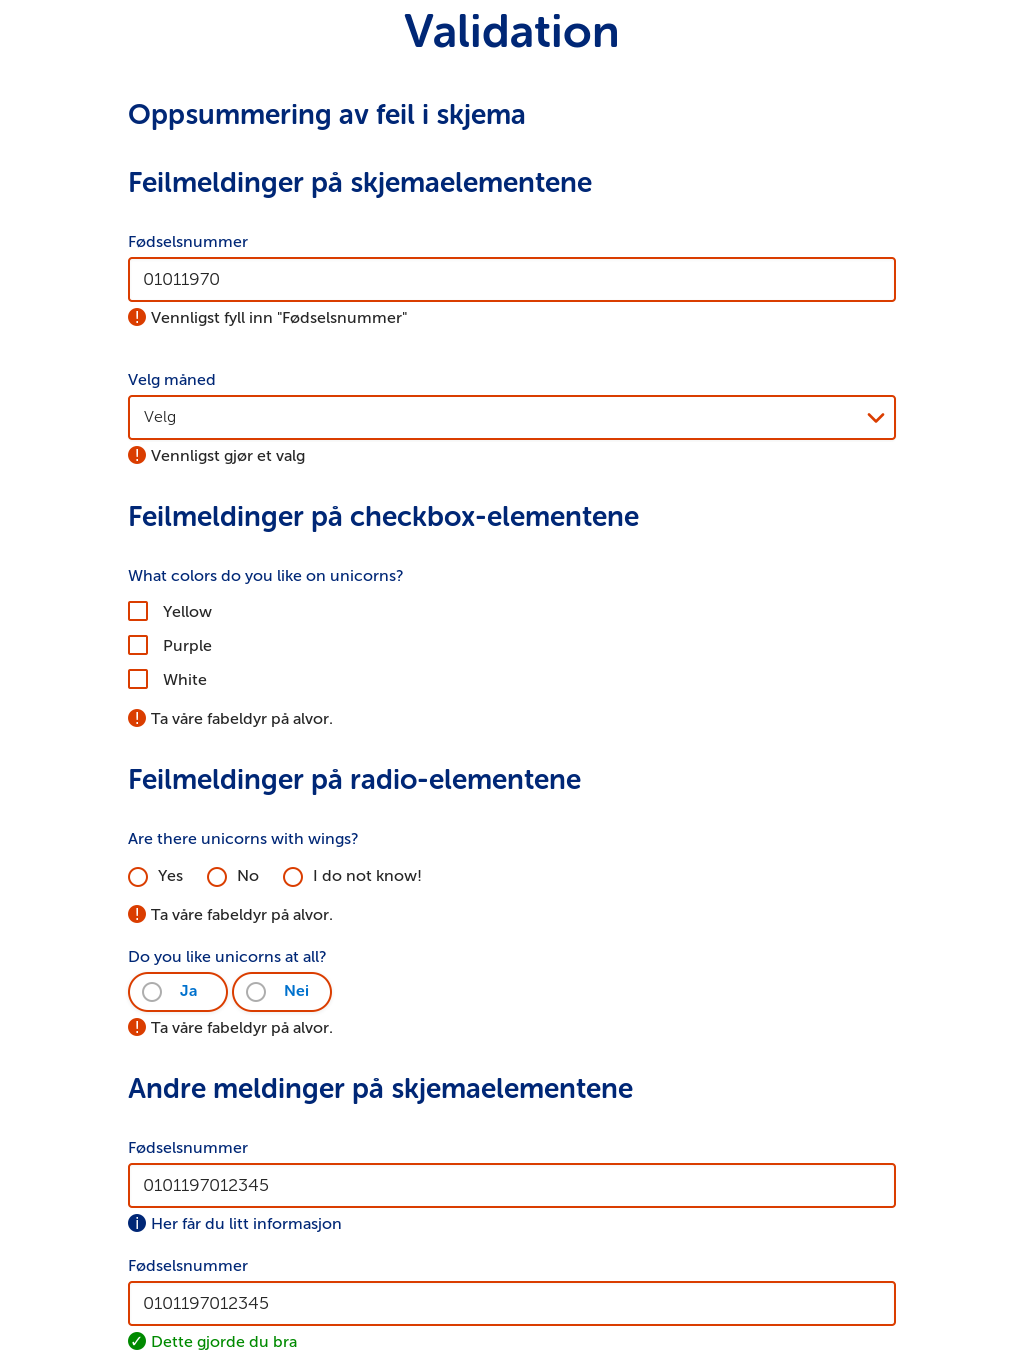 Validation
Oppsummering av feil i skjema
Feilmeldinger på skjemaelementene
Fødselsnummer
01011970
Vennligst fyll inn "Fødselsnummer"
Velg måned
Velg
Vennligst gjør et valg
Feilmeldinger på checkbox-elementene
What colors do you like on unicorns?
Yellow
Purple
White
Ta våre fabeldyr på alvor.
Feilmeldinger på radio-elementene
Are there unicorns with wings?
Yes No I do not know!
Ta våre fabeldyr på alvor.
Do you like unicorns at all?
Ja Nei
Ta våre fabeldyr på alvor.
Andre meldinger på skjemaelementene
Fødselsnummer
0101197012345
Her får du litt informasjon
Fødselsnummer
0101197012345
Dette gjorde du bra